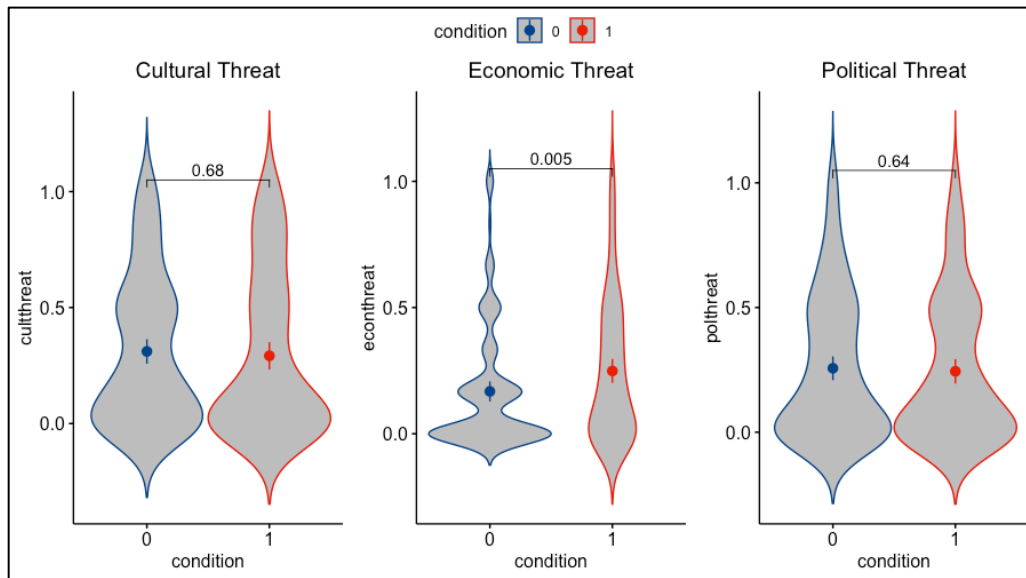 condition 0 1
Cultural Threat
Economic Threat
Political Threat
cultthreat
1.0
0.5
0.0
0.68
0 1
condition
econthreat
1.0
0.5
0.0
0.005
0 1
condition
polthreat
1.0
0.5
0.0
0.64
0 1
condition